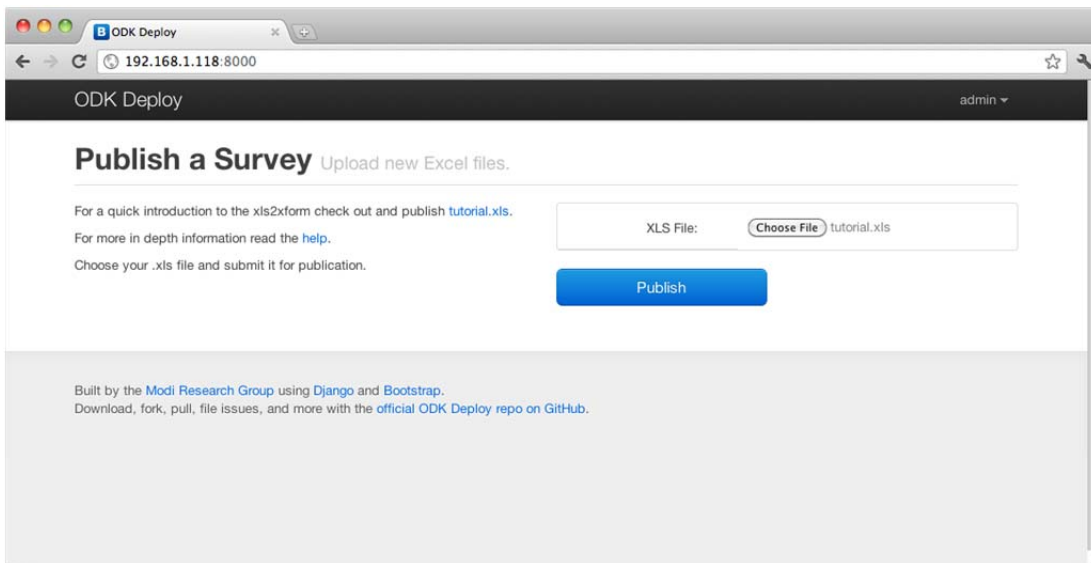 ODK Deploy
192.168.1.118:8000
ODK Deploy
admin
Publish a Survey Upload new Excel files.
For a quick introduction to the xls2xform check out and publish tutorial.xls.
For more in depth information read the help.
Choose your .xls file and submit it for publication.
XLS File: Choose File tutorial.xls
Publish
Built by the Modi Research Group using Django and Bootstrap.
Download, fork, pull, file issues, and more with the official ODK Deploy repo on GitHub.